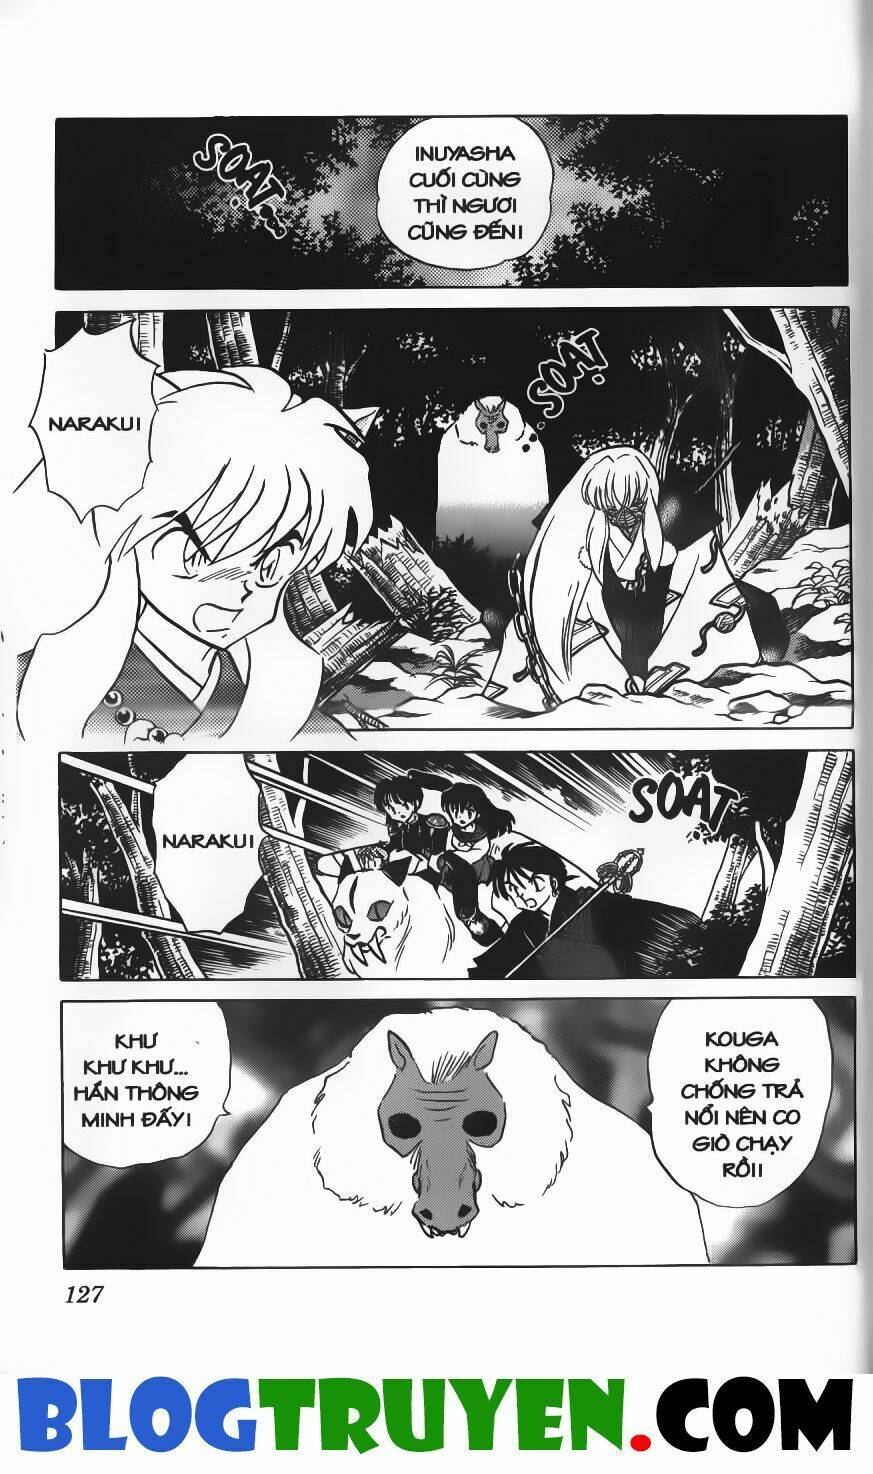 SOẠT
INUYASHA
CUỐI CÙNG
THÌ NGƯƠI
CŨNG ĐẾN!
NARAKU!
SOẠT
NARAKU!
SOẠT
KOUGA
KHÔNG
CHỐNG TRẢ
NỔI NÊN CO
GIÒ CHẠY
RỒI!
KHƯ
KHƯ KHƯ...
HẮN THÔNG
MINH ĐẤY!
127
BLOGTRUYEN.COM